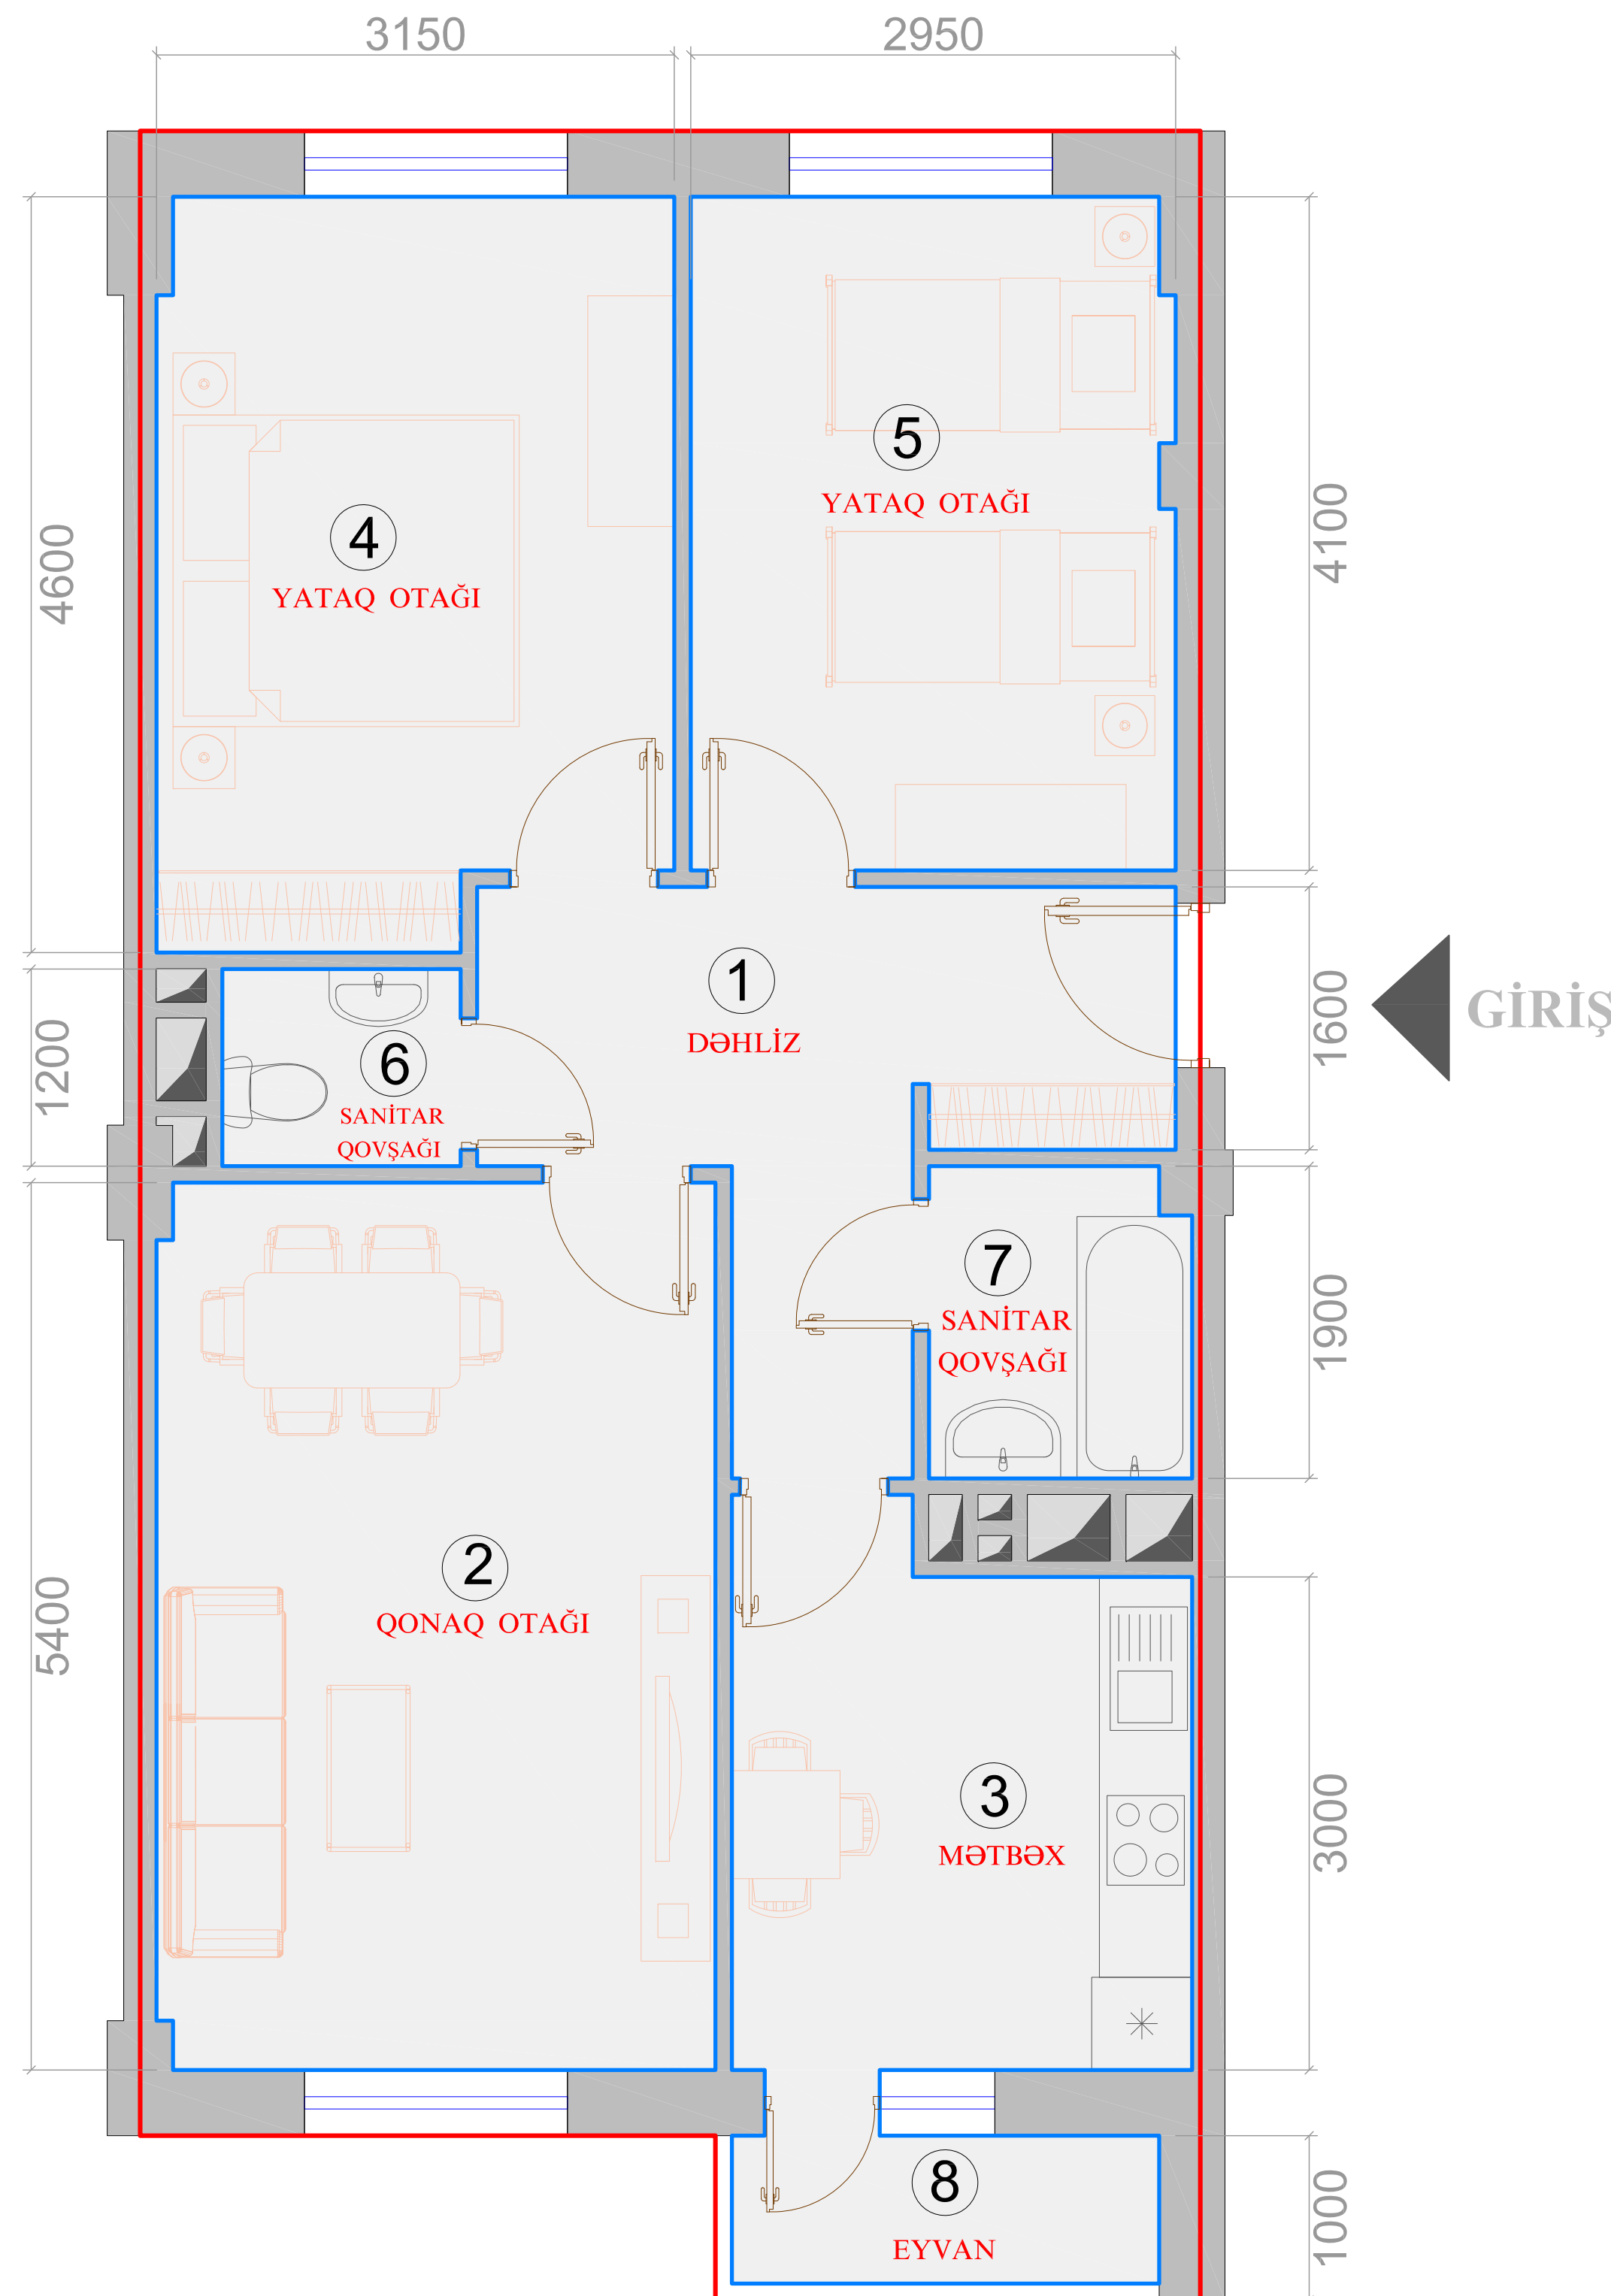 3150
2950
4600
4100
5
YATAQ OTAĞI
4
YATAQ OTAĞI
1
DƏHLİZ
1600
GİRİŞ
1200
6
SANİTAR
QOVŞAĞI
7
SANİTAR
QOVŞAĞI
1900
2
QONAQ OTAĞI
5400
3
MƏTBƏX
3000
8
EYVAN
1000